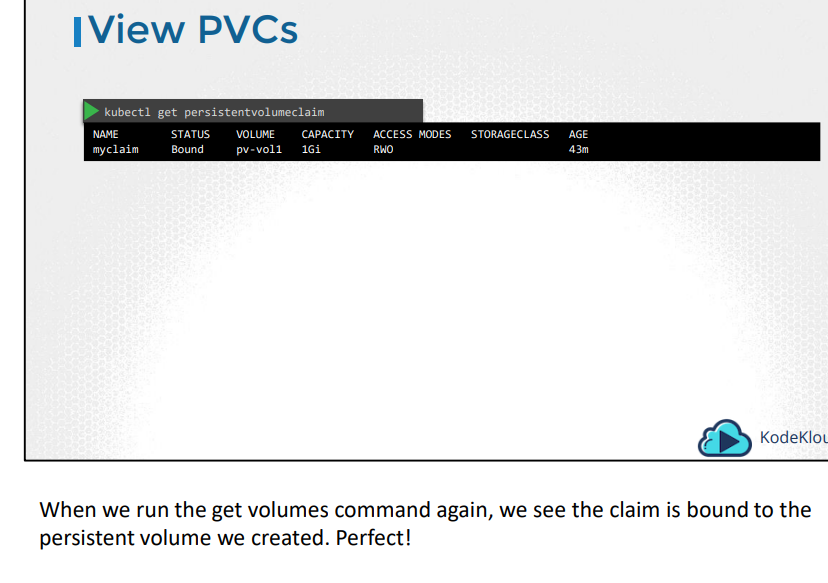 View PVCs
kubectl get persistentvolumeclaim
NAME STATUS VOLUME CAPACITY ACCESS MODES STORAGECLASS AGE
myclaim Bound pv-vol1 1Gi RWO 43m
KodeKlou
When we run the get volumes command again, we see the claim is bound to the
persistent volume we created. Perfect!